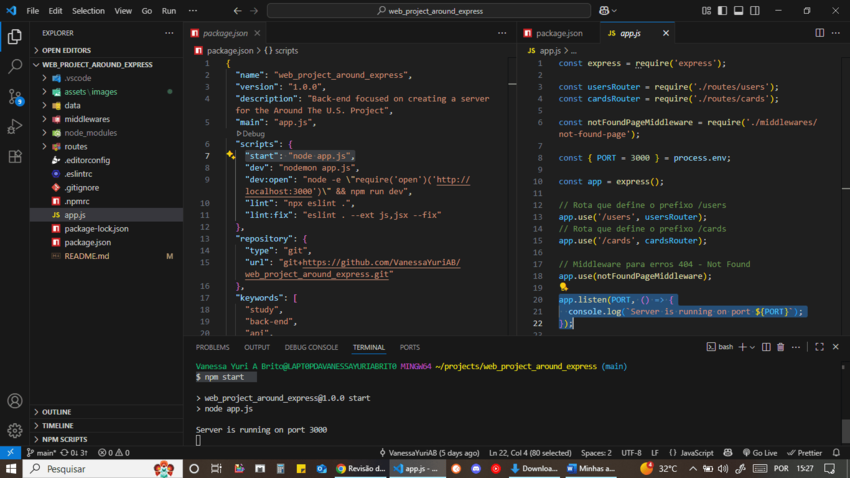 File Edit Selection View Go Run ··· web_project_around_express
EXPLORER
OPEN EDITORS
WEB_PROJECT_AROUND_EXPRESS
.vscode
assets\images
data
middlewares
node_modules
routes
.editorconfig
.eslintrc
.gitignore
.npmrc
app.js
package-lock.json
package.json
README.md M
OUTLINE
TIMELINE
NPM SCRIPTS
package.json
package.json > {} scripts
1 {
2 "name": "web_project_around_express",
3 "version": "1.0.0",
4 "description": "Back-end focused on creating a server
for the Around The U.S. Project",
5 "main": "app.js",
Debug
6 "scripts": {
7 "start": "node app.js",
8 "dev": "nodemon app.js",
9 "dev:open": "node -e \"require('open')('http://
localhost:3000')\" && npm run dev",
10 "lint": "npx eslint .",
11 "lint:fix": "eslint . --ext js,jsx --fix"
12 },
13 "repository": {
14 "type": "git",
15 "url": "git+https://github.com/VanessaYuriAB/
web_project_around_express.git"
16 },
17 "keywords": [
18 "study",
19 "back-end",
20 "api",
package.json app.js
app.js > ...
1 const express = require('express');
2
3 const usersRouter = require('./routes/users');
4 const cardsRouter = require('./routes/cards');
5
6 const notFoundPageMiddleware = require('./middlewares/
not-found-page');
7
8 const { PORT = 3000 } = process.env;
9
10 const app = express();
11
12 // Rota que define o prefixo /users
13 app.use('/users', usersRouter);
14 // Rota que define o prefixo /cards
15 app.use('/cards', cardsRouter);
16
17 // Middleware para erros 404 - Not Found
18 app.use(notFoundPageMiddleware);
19
20 app.listen(PORT, () => {
21 console.log(`Server is running on port ${PORT}`);
22 });
PROBLEMS OUTPUT DEBUG CONSOLE TERMINAL PORTS bash
Vanessa Yuri A Brito@LAPT0PDAVANESSAYURIABRIT0 MINGW64 ~/projects/web_project_around_express (main)
$ npm start
> web_project_around_express@1.0.0 start
> node app.js
Server is running on port 3000
main* 0↓ 3↑ 0 0 VanessaYuriAB (5 days ago) Ln 22, Col 4 (80 selected) Spaces: 2 UTF-8 LF {} JavaScript Go Live Prettier
Pesquisar Revisão d... app.js - ... Downloa... Minhas a... 32°C POR 15:27